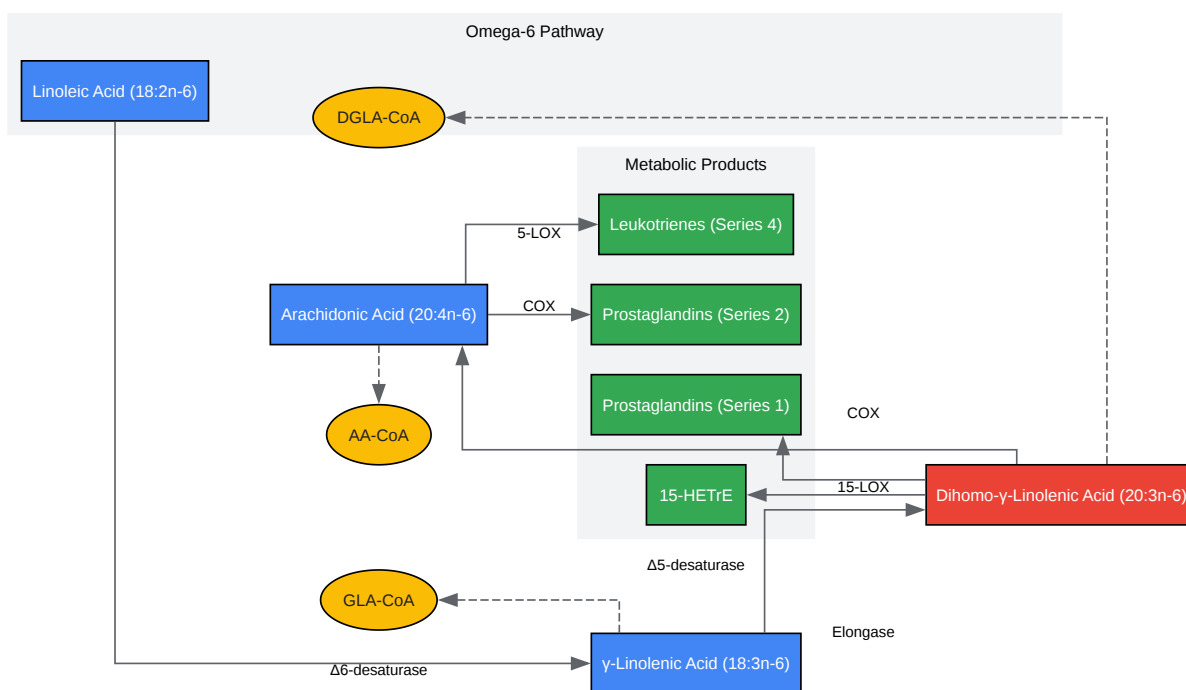 Omega-6 Pathway
Linoleic Acid (18:2n-6)
DGLA-CoA
Metabolic Products
Leukotrienes (Series 4)
5-LOX
Arachidonic Acid (20:4n-6)
COX
Prostaglandins (Series 2)
Prostaglandins (Series 1)
COX
AA-CoA
15-HETrE
15-LOX
Dihomo-γ-Linolenic Acid (20:3n-6)
Δ5-desaturase
GLA-CoA
Elongase
Δ6-desaturase
γ-Linolenic Acid (18:3n-6)